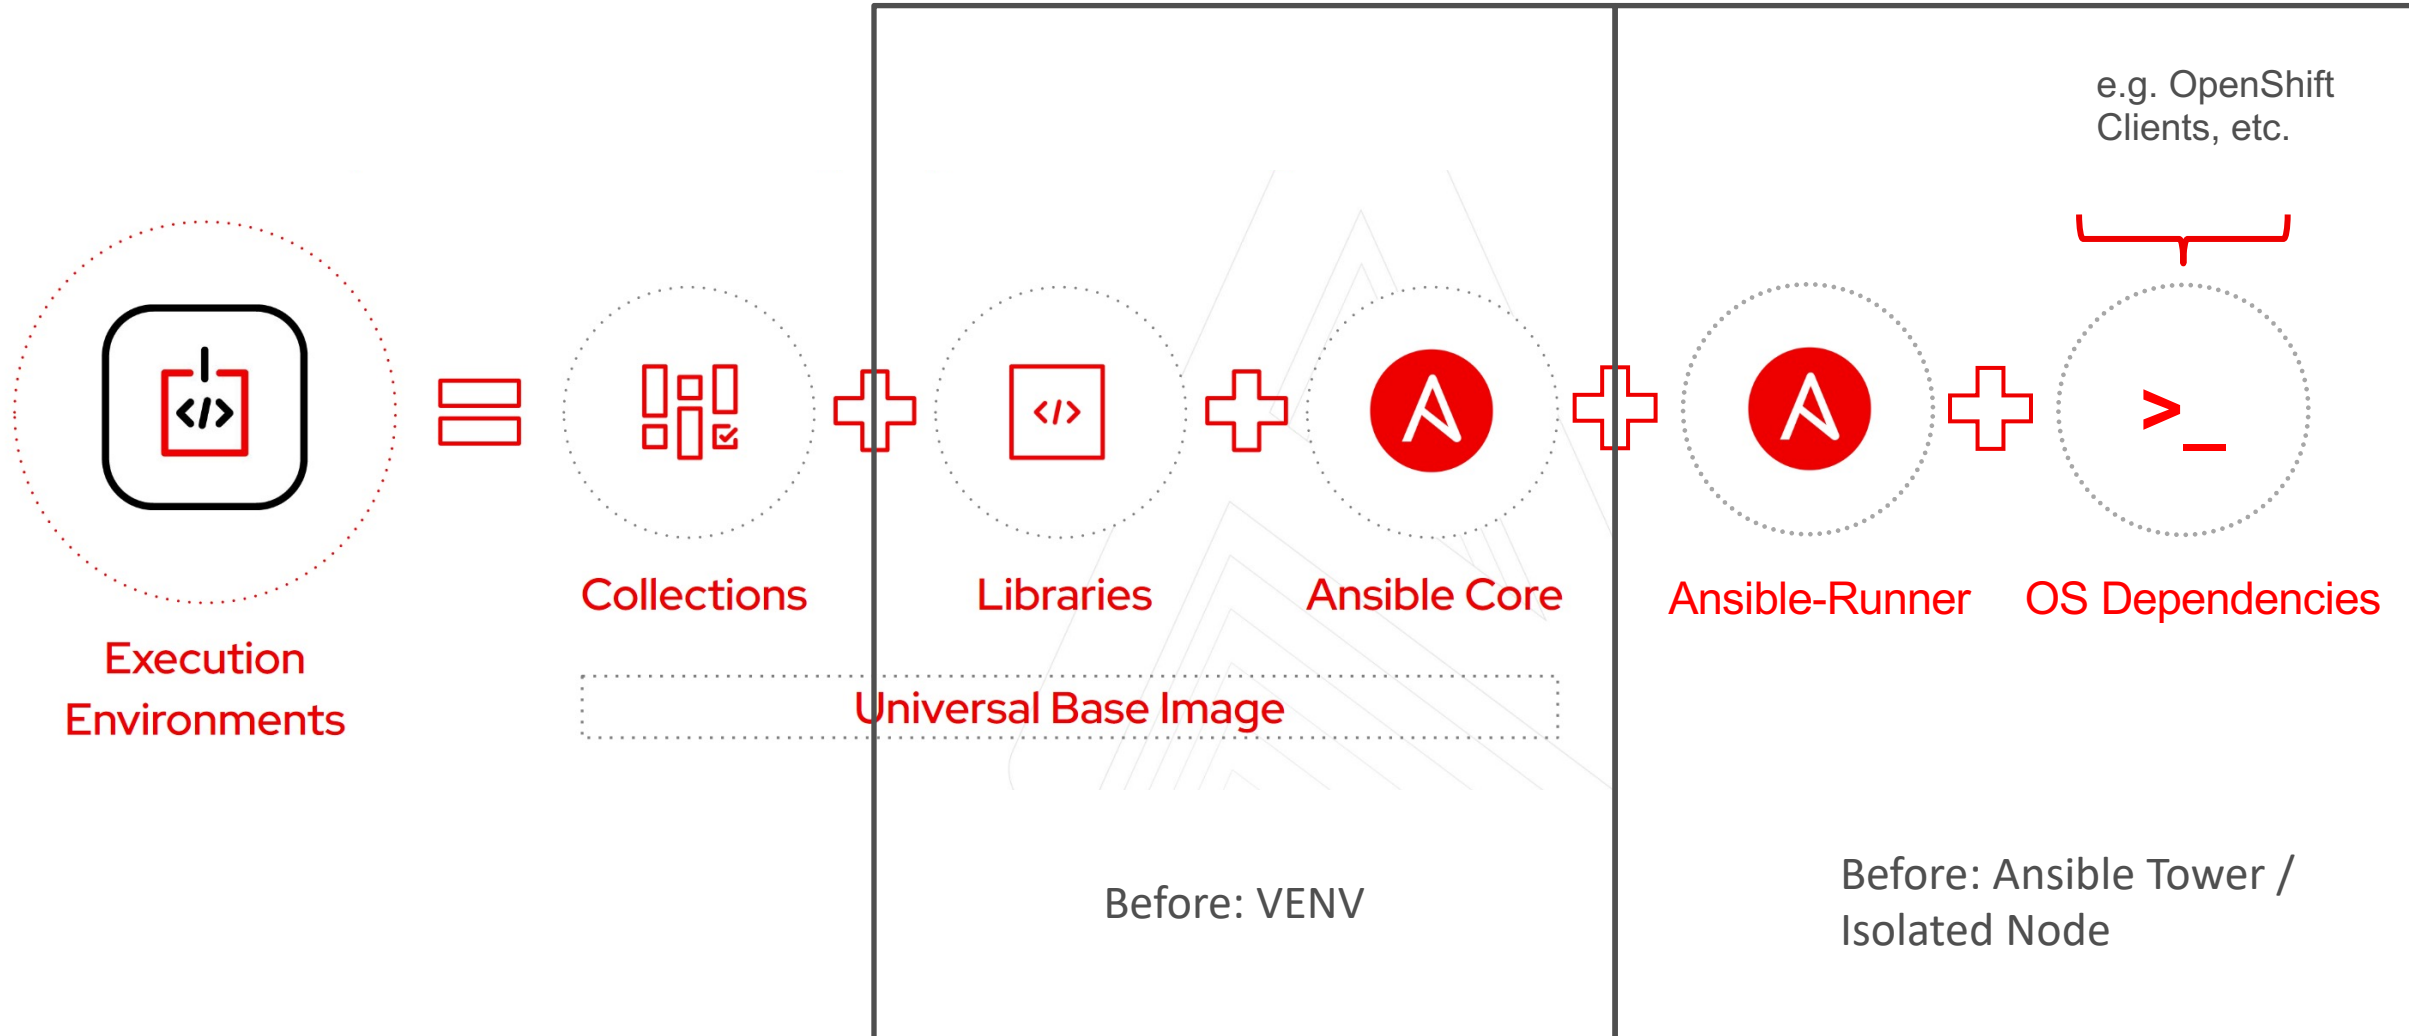 e.g. OpenShift
Clients, etc.
</>
</>
>_
Collections
Libraries
Ansible Core
Ansible-Runner
OS Dependencies
Execution
Environments
Universal Base Image
Before: VENV
Before: Ansible Tower /
Isolated Node